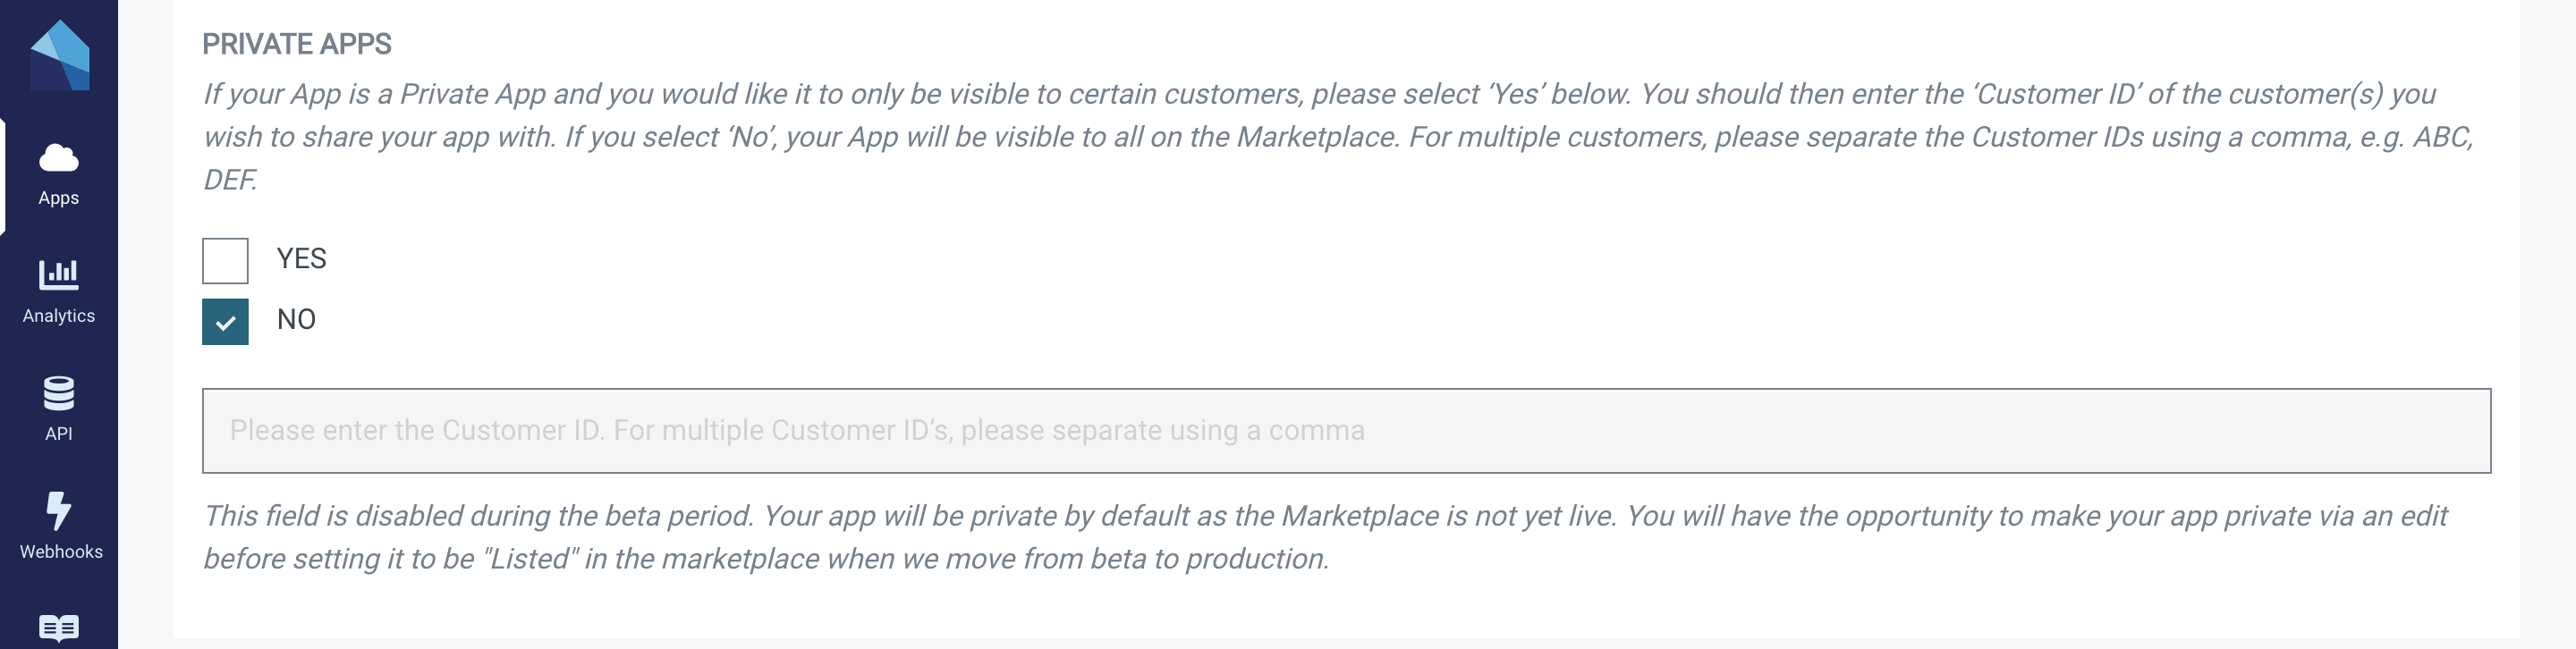 PRIVATE APPS
If your App is a Private App and you would like it to only be visible to certain customers, please select ‘Yes’ below. You should then enter the ‘Customer ID’ of the customer(s) you
wish to share your app with. If you select ‘No’, your App will be visible to all on the Marketplace. For multiple customers, please separate the Customer IDs using a comma, e.g. ABC,
DEF.
YES
NO
Please enter the Customer ID. For multiple Customer ID’s, please separate using a comma
This field is disabled during the beta period. Your app will be private by default as the Marketplace is not yet live. You will have the opportunity to make your app private via an edit
before setting it to be "Listed" in the marketplace when we move from beta to production.
Apps
Analytics
API
Webhooks